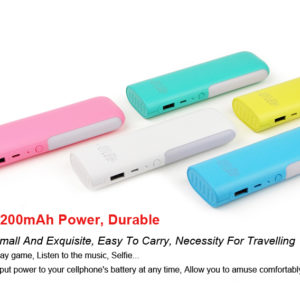 200mAh Power, Durable
mall And Exquisite, Easy To Carry, Necessity For Travelling
ay game, Listen to the music, Selfie...
put power to your cellphone's battery at any time, Allow you to amuse comfortably